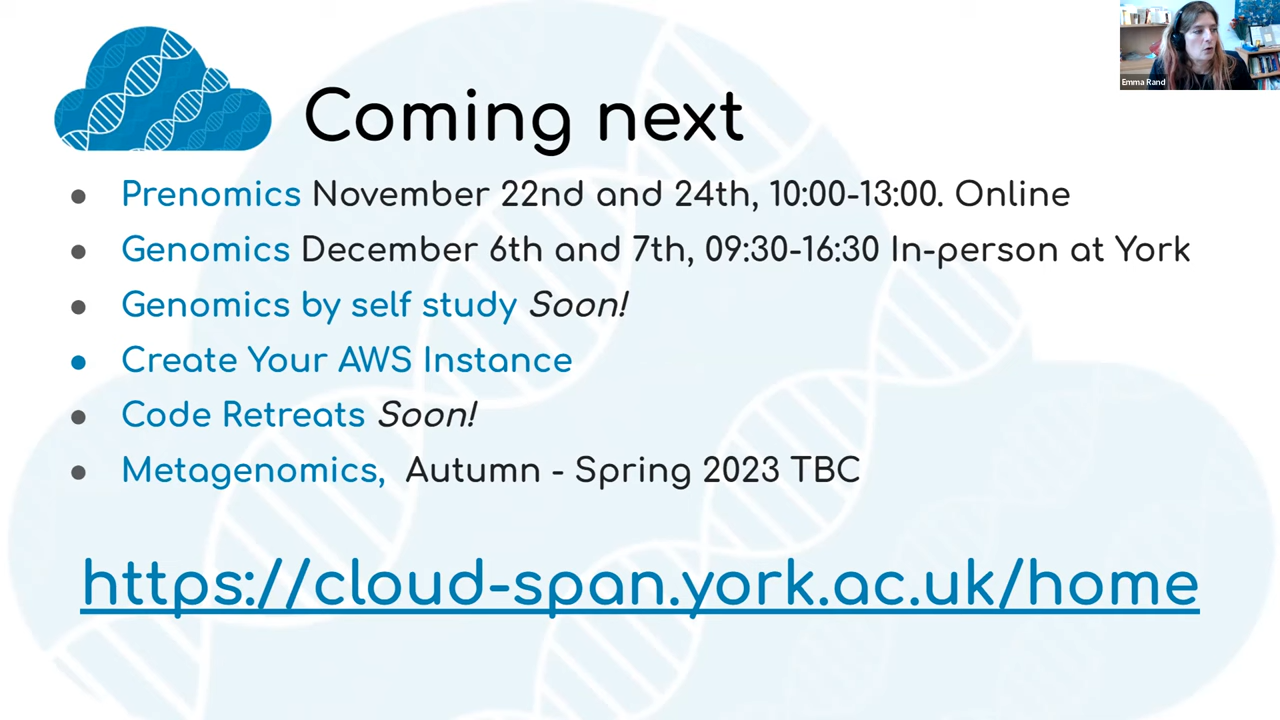 Emma Rand
Coming next
● Prenomics November 22nd and 24th, 10:00-13:00. Online
● Genomics December 6th and 7th, 09:30-16:30 In-person at York
● Genomics by self study Soon!
● Create Your AWS Instance
● Code Retreats Soon!
● Metagenomics, Autumn - Spring 2023 TBC
https://cloud-span.york.ac.uk/home